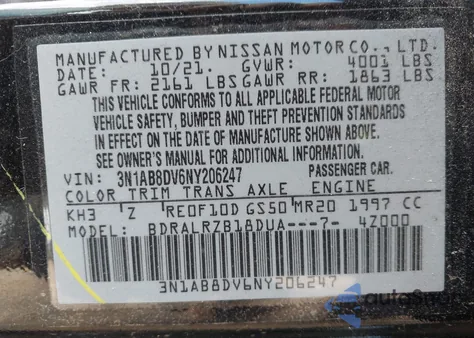 MANUFACTURED BY NISSAN MOTOR CO., LTD.
DATE: 10/21. GVWR: 4001 LBS
GAWR FR: 2161 LBS GAWR RR: 1863 LBS
THIS VEHICLE CONFORMS TO ALL APPLICABLE FEDERAL MOTOR
VEHICLE SAFETY, BUMPER AND THEFT PREVENTION STANDARDS
IN EFFECT ON THE DATE OF MANUFACTURE SHOWN ABOVE.
SEE OWNER'S MANUAL FOR ADDITIONAL INFORMATION.
VIN: 3N1AB8DV6NY206247 PASSENGER CAR.
COLOR TRIM TRANS AXLE ENGINE
KH3 Z RE0F10D GS50 MR20 1997 CC
MODEL: BDRALRZB18DUA---7- 4Z000
3N1AB8DV6NY206247